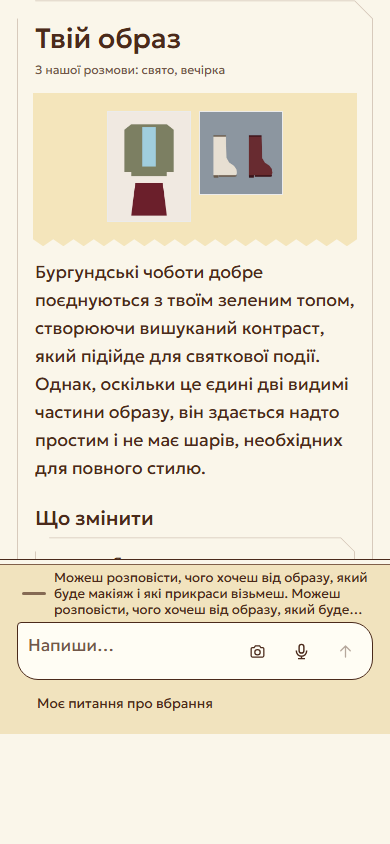 Твій образ
З нашої розмови: свято, вечірка
Бургундські чоботи добре
поєднуються з твоїм зеленим топом,
створюючи вишуканий контраст,
який підійде для святкової події.
Однак, оскільки це єдині дві видимі
частини образу, він здається надто
простим і не має шарів, необхідних
для повного стилю.
Що змінити
Можеш розповісти, чого хочеш від образу, який
буде макіяж і які прикраси візьмеш. Можеш
розповісти, чого хочеш від образу, який буде…
Напиши…
Моє питання про вбрання